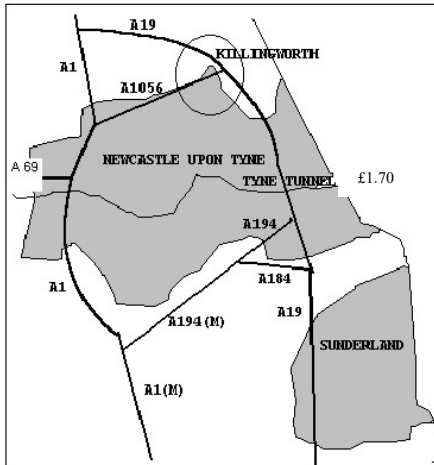 A19
KILLINGWORTH
A1
A1056
NEWCASTLE UPON TYNE
A 69
TYNE TUNNEL
£1.70
A194
A1
A184
A19
A194(M)
SUNDERLAND
A1(M)